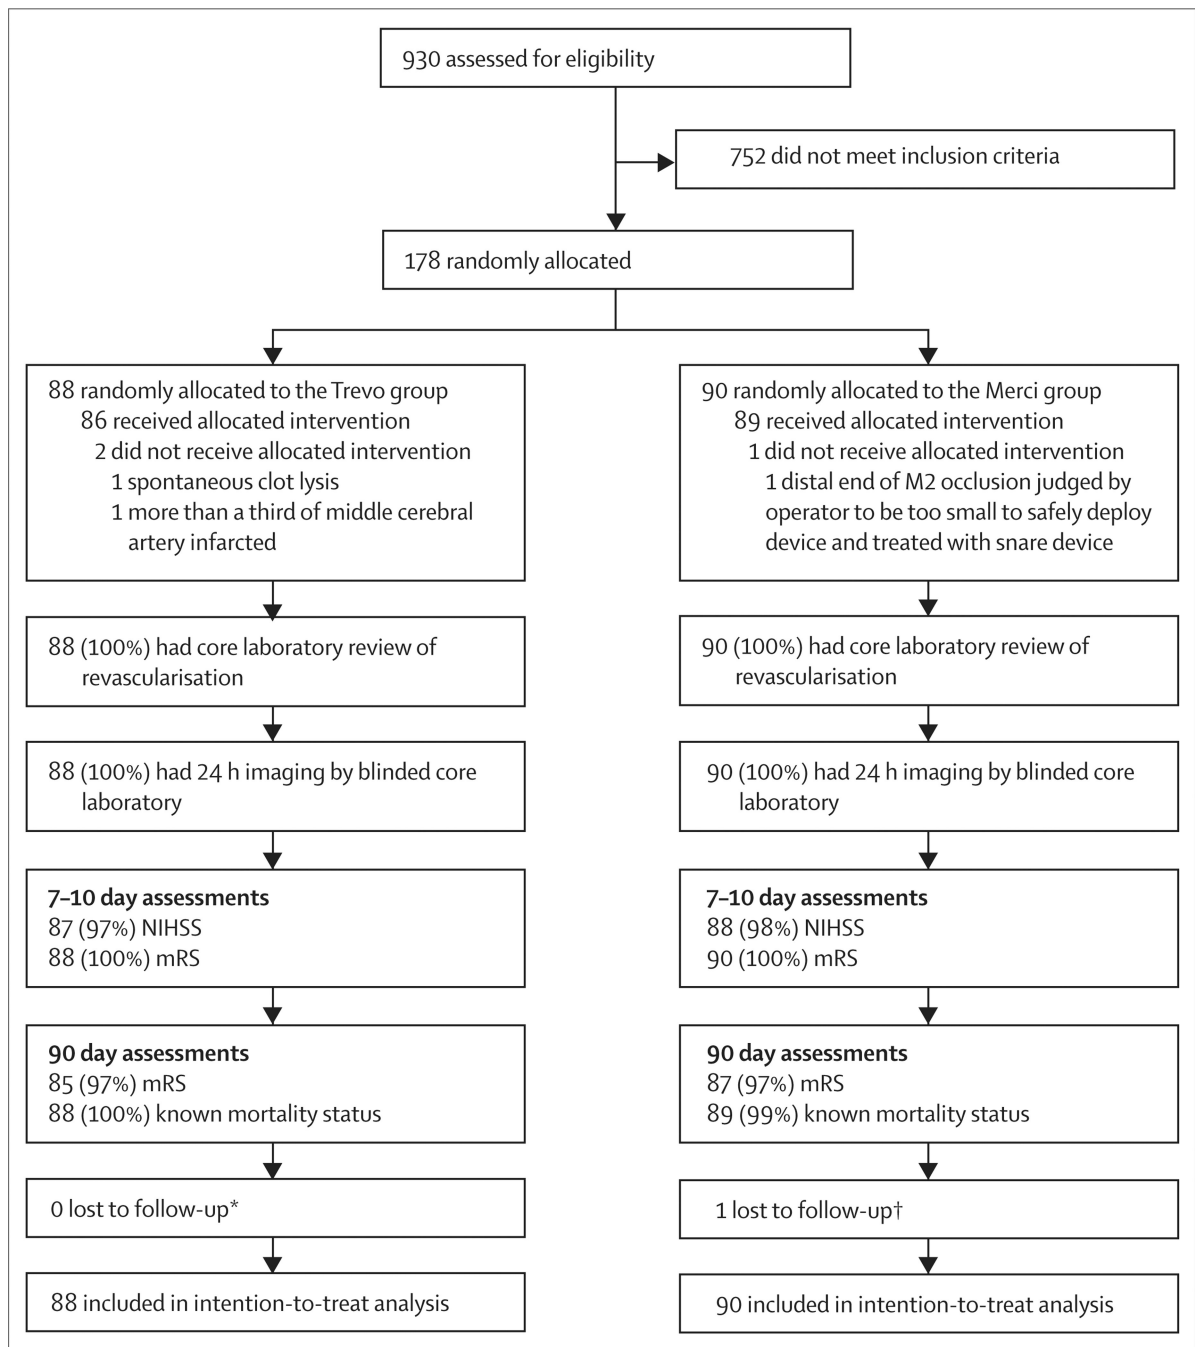 930 assessed for eligibility
752 did not meet inclusion criteria
178 randomly allocated
88 randomly allocated to the Trevo group
86 received allocated intervention
2 did not receive allocated intervention
1 spontaneous clot lysis
1 more than a third of middle cerebral
artery infarcted
90 randomly allocated to the Merci group
89 received allocated intervention
1 did not receive allocated intervention
1 distal end of M2 occlusion judged by
operator to be too small to safely deploy
device and treated with snare device
88 (100%) had core laboratory review of
revascularisation
90 (100%) had core laboratory review of
revascularisation
88 (100%) had 24 h imaging by blinded core
laboratory
90 (100%) had 24 h imaging by blinded core
laboratory
7–10 day assessments
87 (97%) NIHSS
88 (100%) mRS
7–10 day assessments
88 (98%) NIHSS
90 (100%) mRS
90 day assessments
85 (97%) mRS
88 (100%) known mortality status
90 day assessments
87 (97%) mRS
89 (99%) known mortality status
0 lost to follow-up*
1 lost to follow-up†
88 included in intention-to-treat analysis
90 included in intention-to-treat analysis